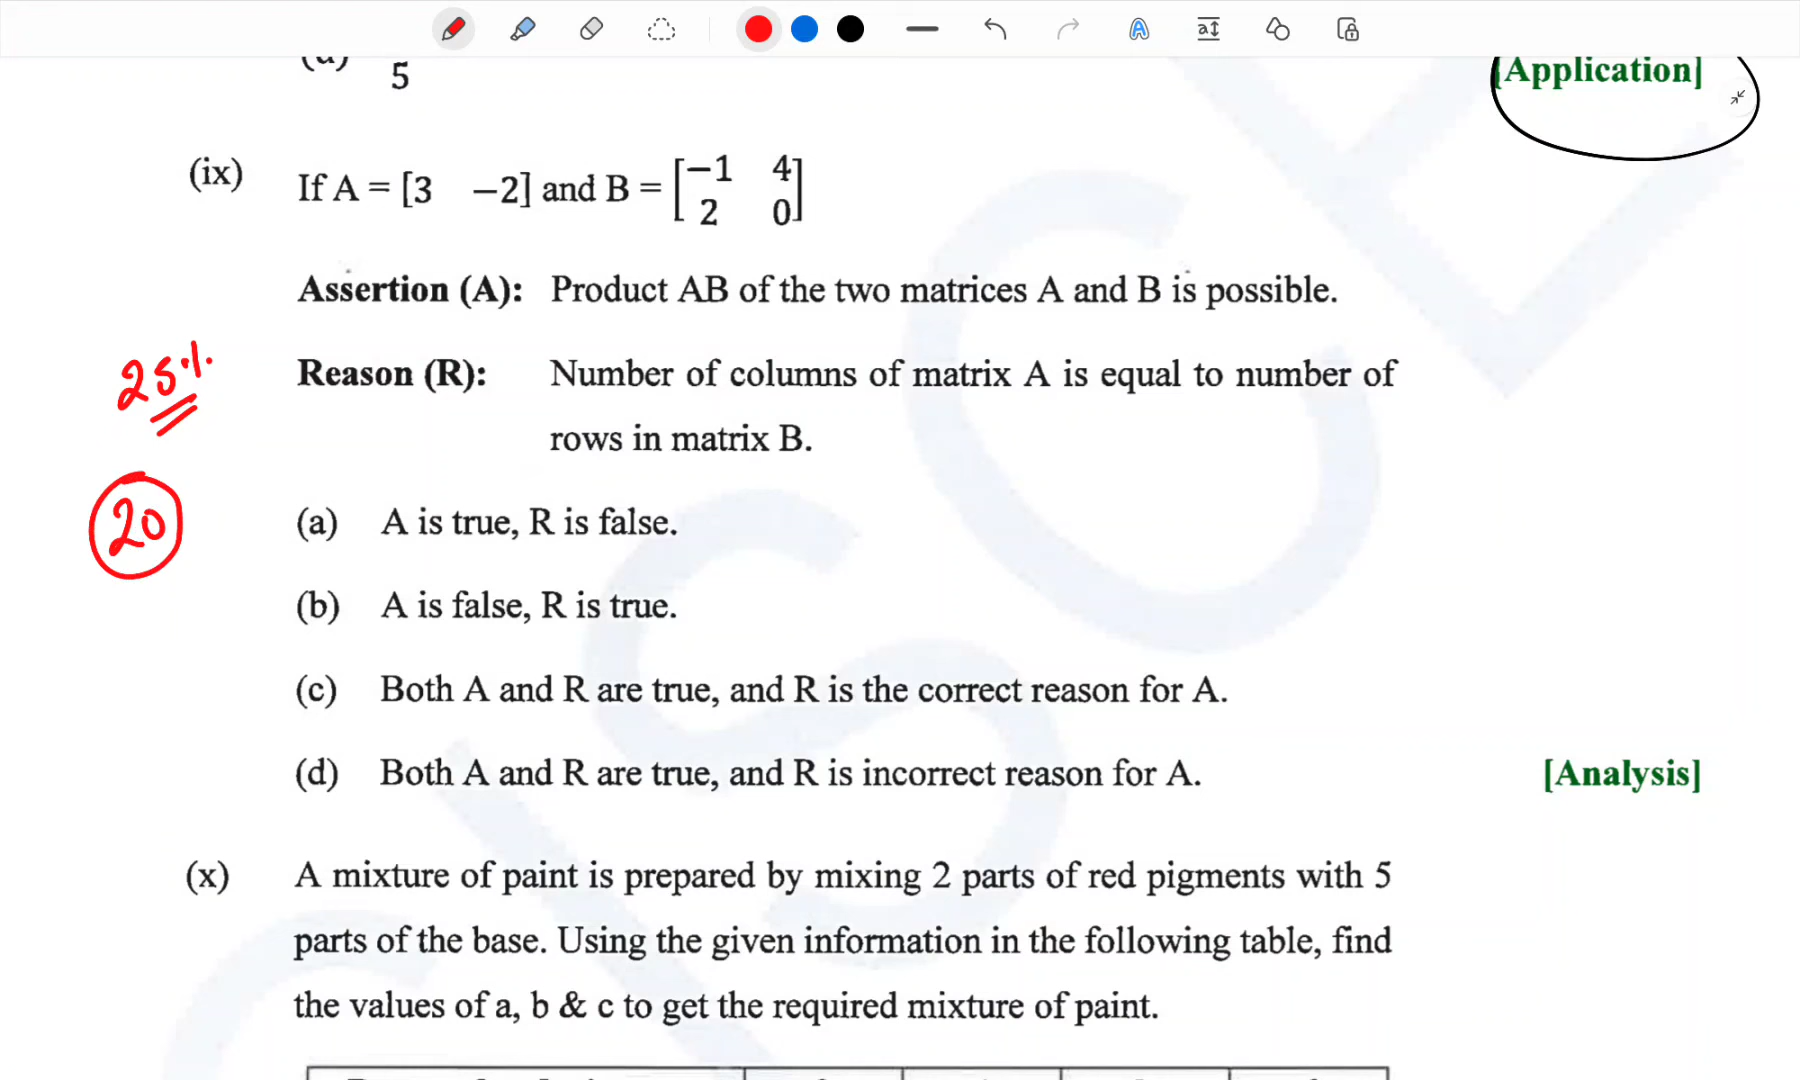 5
[Application]
(ix) If A = [3 −2] and B = [−1 4
2 0]
Assertion (A): Product AB of the two matrices A and B is possible.
25%
Reason (R): Number of columns of matrix A is equal to number of
rows in matrix B.
20
(a) A is true, R is false.
(b) A is false, R is true.
(c) Both A and R are true, and R is the correct reason for A.
(d) Both A and R are true, and R is incorrect reason for A.
[Analysis]
(x) A mixture of paint is prepared by mixing 2 parts of red pigments with 5
parts of the base. Using the given information in the following table, find
the values of a, b & c to get the required mixture of paint.